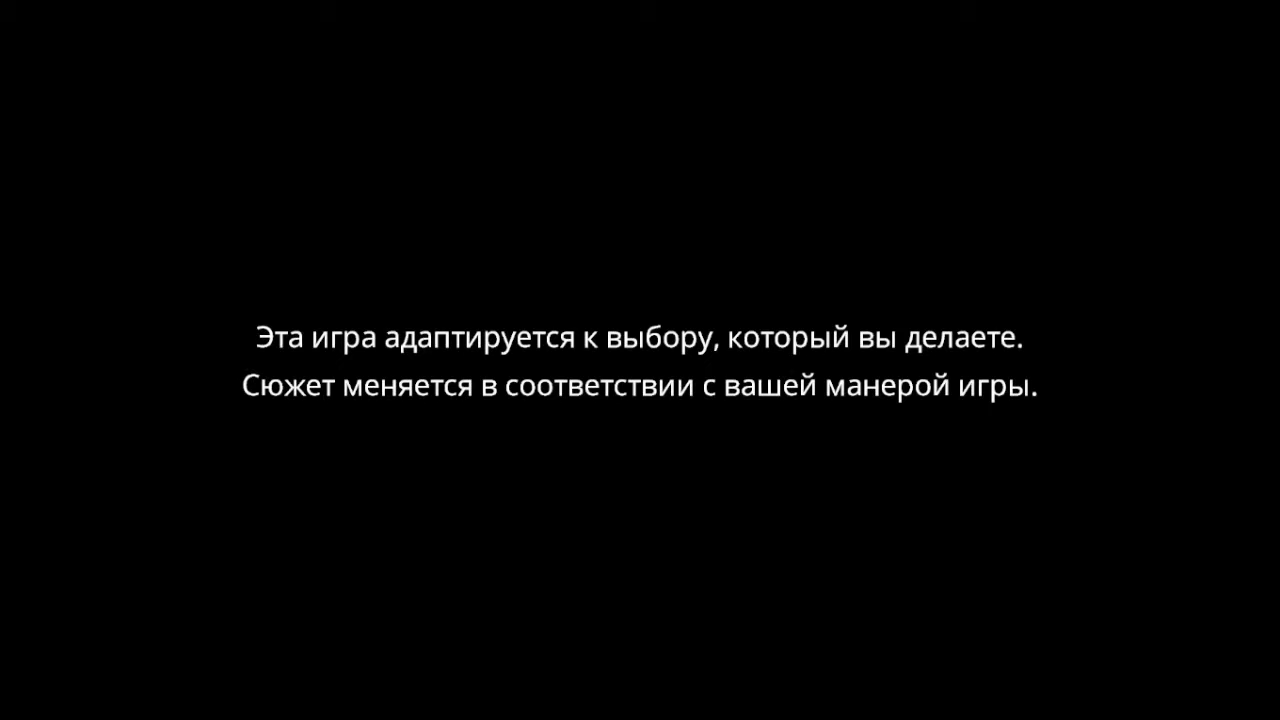 Эта игра адаптируется к выбору, который вы делаете.
Сюжет меняется в соответствии с вашей манерой игры.